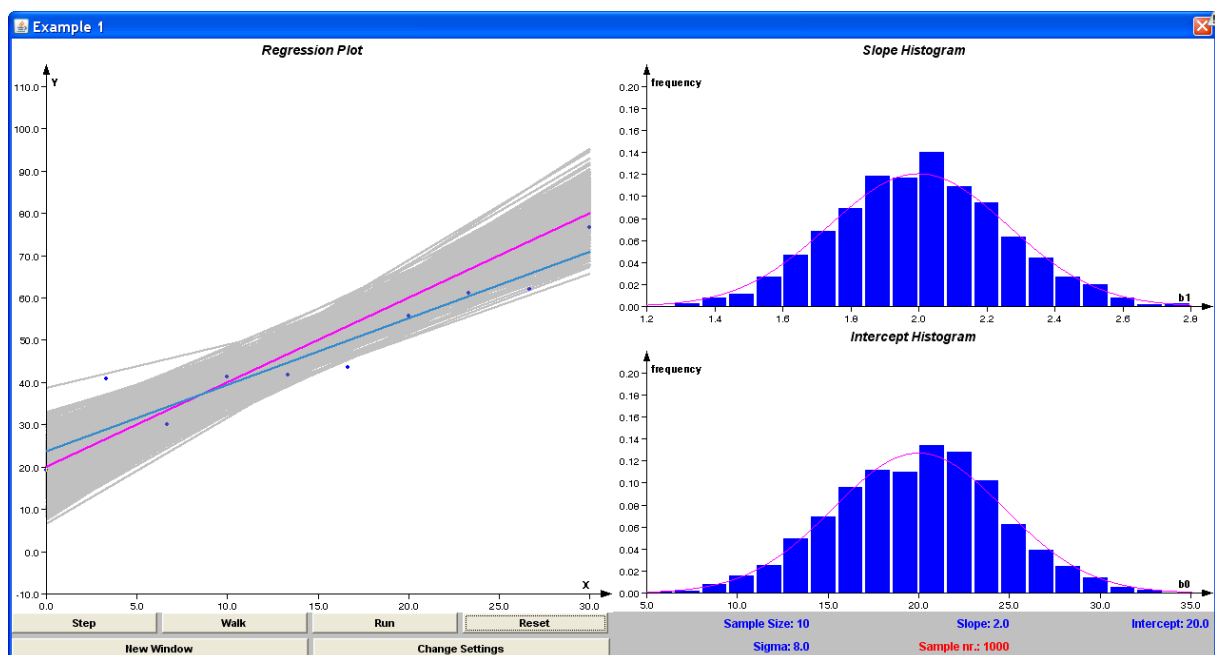 Example 1
Regression Plot
Y
110.0
100.0
90.0
80.0
70.0
60.0
50.0
40.0
30.0
20.0
10.0
0.0
-10.0
X
0.0 5.0 10.0 15.0 20.0 25.0 30.0
Slope Histogram
frequency
0.20
0.18
0.16
0.14
0.12
0.10
0.08
0.06
0.04
0.02
0.00
b1
1.2 1.4 1.6 1.8 2.0 2.2 2.4 2.6 2.8
Intercept Histogram
frequency
0.20
0.18
0.16
0.14
0.12
0.10
0.08
0.06
0.04
0.02
0.00
b0
5.0 10.0 15.0 20.0 25.0 30.0 35.0
Step Walk Run Reset
New Window Change Settings
Sample Size: 10 Slope: 2.0 Intercept: 20.0
Sigma: 8.0 Sample nr.: 1000